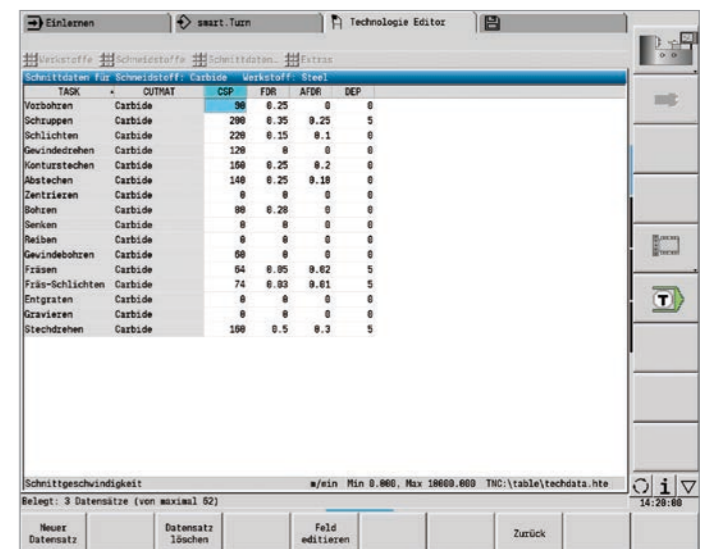 Einlernen smart.Turn Technologie Editor
Werkstoffe Schneidstoffe Schnittdaten.. Extras
Schnittdaten für Schneidstoff: Carbide Werkstoff: Steel
TASK CUTMAT CSP FDR AFDR DEP
Vorbohren Carbide 90 0.25 0 0
Schruppen Carbide 200 0.35 0.25 5
Schlichten Carbide 220 0.15 0.1 0
Gewindedrehen Carbide 120 0 0 0
Konturstechen Carbide 160 0.25 0.2 0
Abstechen Carbide 140 0.25 0.18 0
Zentrieren Carbide 0 0 0 0
Bohren Carbide 80 0.28 0 0
Senken Carbide 0 0 0 0
Reiben Carbide 0 0 0 0
Gewindebohren Carbide 60 0 0 0
Fräsen Carbide 64 0.05 0.02 5
Fräs-Schlichten Carbide 74 0.03 0.01 5
Entgraten Carbide 0 0 0 0
Gravieren Carbide 0 0 0 0
Stechdrehen Carbide 160 0.5 0.3 5
Schnittgeschwindigkeit m/min Min 0.000, Max 10000.000 TNC:\table\techdata.hte
Belegt: 3 Datensätze (von maximal 62)
14:20:00
Neuer Datensatz
Datensatz löschen
Feld editieren
Zurück
T
i